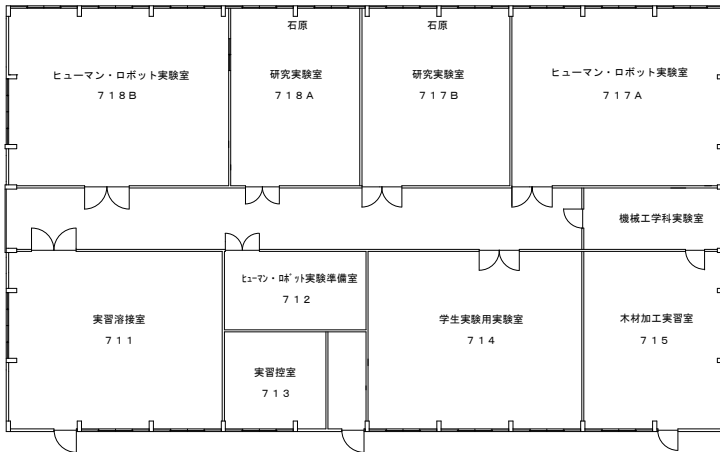 石原
石原
ヒューマン・ロボット実験室
718B
研究実験室
718A
研究実験室
717B
ヒューマン・ロボット実験室
717A
機械工学科実験室
実習溶接室
711
ﾋｭｰﾏﾝ・ﾛﾎﾞｯﾄ実験準備室
712
実習控室
713
学生実験用実験室
714
木材加工実習室
715